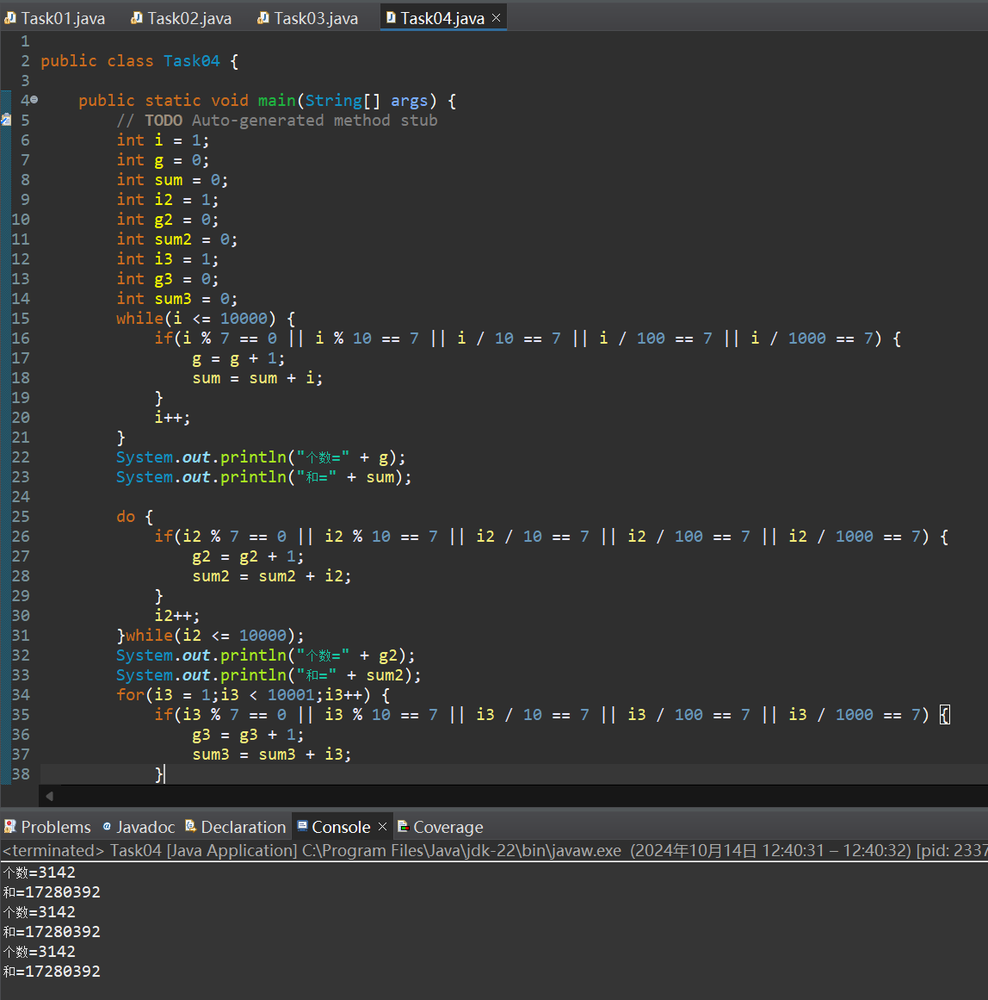 Task01.java Task02.java Task03.java Task04.java
1
2 public class Task04 {
3
4 public static void main(String[] args) {
5 // TODO Auto-generated method stub
6 int i = 1;
7 int g = 0;
8 int sum = 0;
9 int i2 = 1;
10 int g2 = 0;
11 int sum2 = 0;
12 int i3 = 1;
13 int g3 = 0;
14 int sum3 = 0;
15 while(i <= 10000) {
16 if(i % 7 == 0 || i % 10 == 7 || i / 10 == 7 || i / 100 == 7 || i / 1000 == 7) {
17 g = g + 1;
18 sum = sum + i;
19 }
20 i++;
21 }
22 System.out.println("个数=" + g);
23 System.out.println("和=" + sum);
24
25 do {
26 if(i2 % 7 == 0 || i2 % 10 == 7 || i2 / 10 == 7 || i2 / 100 == 7 || i2 / 1000 == 7) {
27 g2 = g2 + 1;
28 sum2 = sum2 + i2;
29 }
30 i2++;
31 }while(i2 <= 10000);
32 System.out.println("个数=" + g2);
33 System.out.println("和=" + sum2);
34 for(i3 = 1;i3 < 10001;i3++) {
35 if(i3 % 7 == 0 || i3 % 10 == 7 || i3 / 10 == 7 || i3 / 100 == 7 || i3 / 1000 == 7) {
36 g3 = g3 + 1;
37 sum3 = sum3 + i3;
38 }
Problems Javadoc Declaration Console Coverage
<terminated> Task04 [Java Application] C:\Program Files\Java\jdk-22\bin\javaw.exe (2024年10月14日 12:40:31 – 12:40:32) [pid: 2337
个数=3142
和=17280392
个数=3142
和=17280392
个数=3142
和=17280392